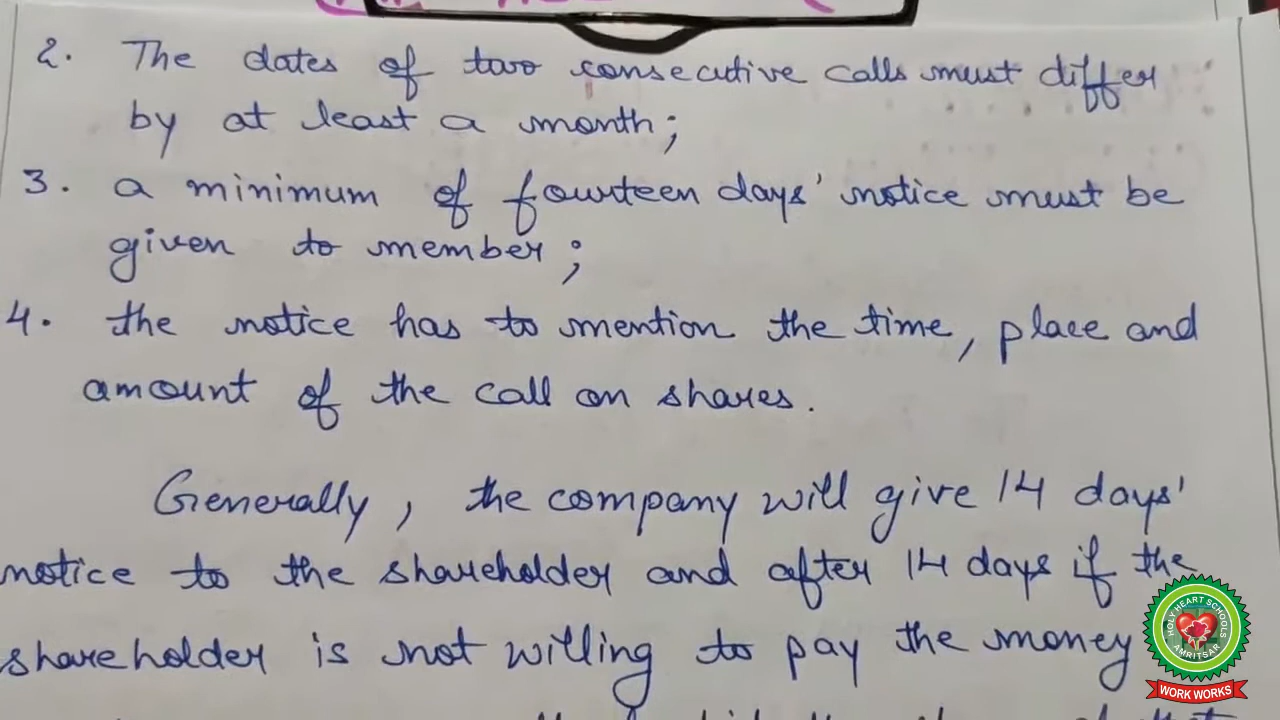 2. The dates of two consecutive calls must differ
by at least a month;
3. a minimum of fourteen days' notice must be
given to member;
4. the notice has to mention the time, place and
amount of the call on shares.
Generally, the company will give 14 days'
notice to the shareholder and after 14 days if the
shareholder is not willing to pay the money
HOLY HEART SCHOOLS
AMRITSAR
WORK WORKS